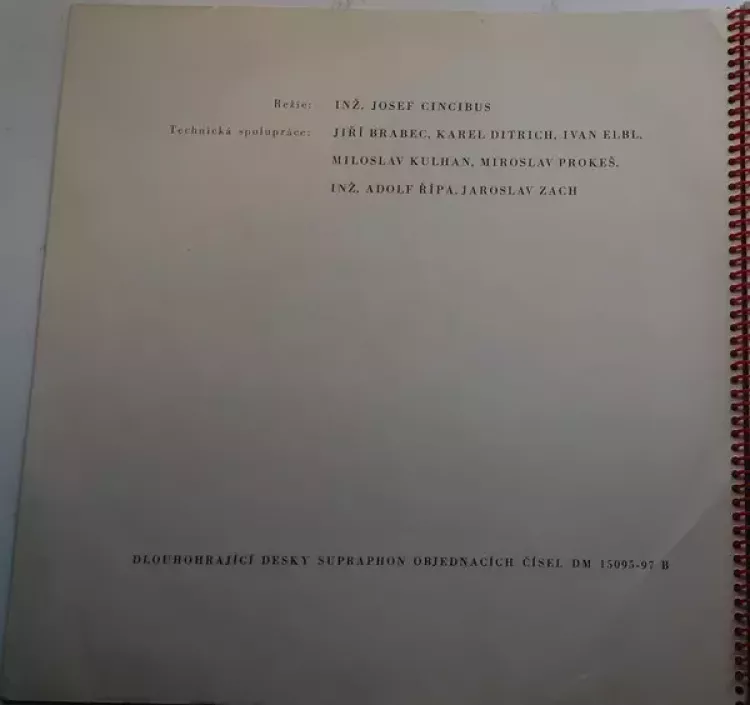 Režie: INŽ. JOSEF CINCIBUS
Technická spolupráce: JIŘÍ BRABEC, KAREL DITRICH, IVAN ELBL,
MILOSLAV KULHAN, MIROSLAV PROKEŠ,
INŽ. ADOLF ŘÍPA, JAROSLAV ZACH
DLOUHOHRAJÍCÍ DESKY SUPRAPHON OBJEDNACÍCH ČÍSEL DM 15095-97 B